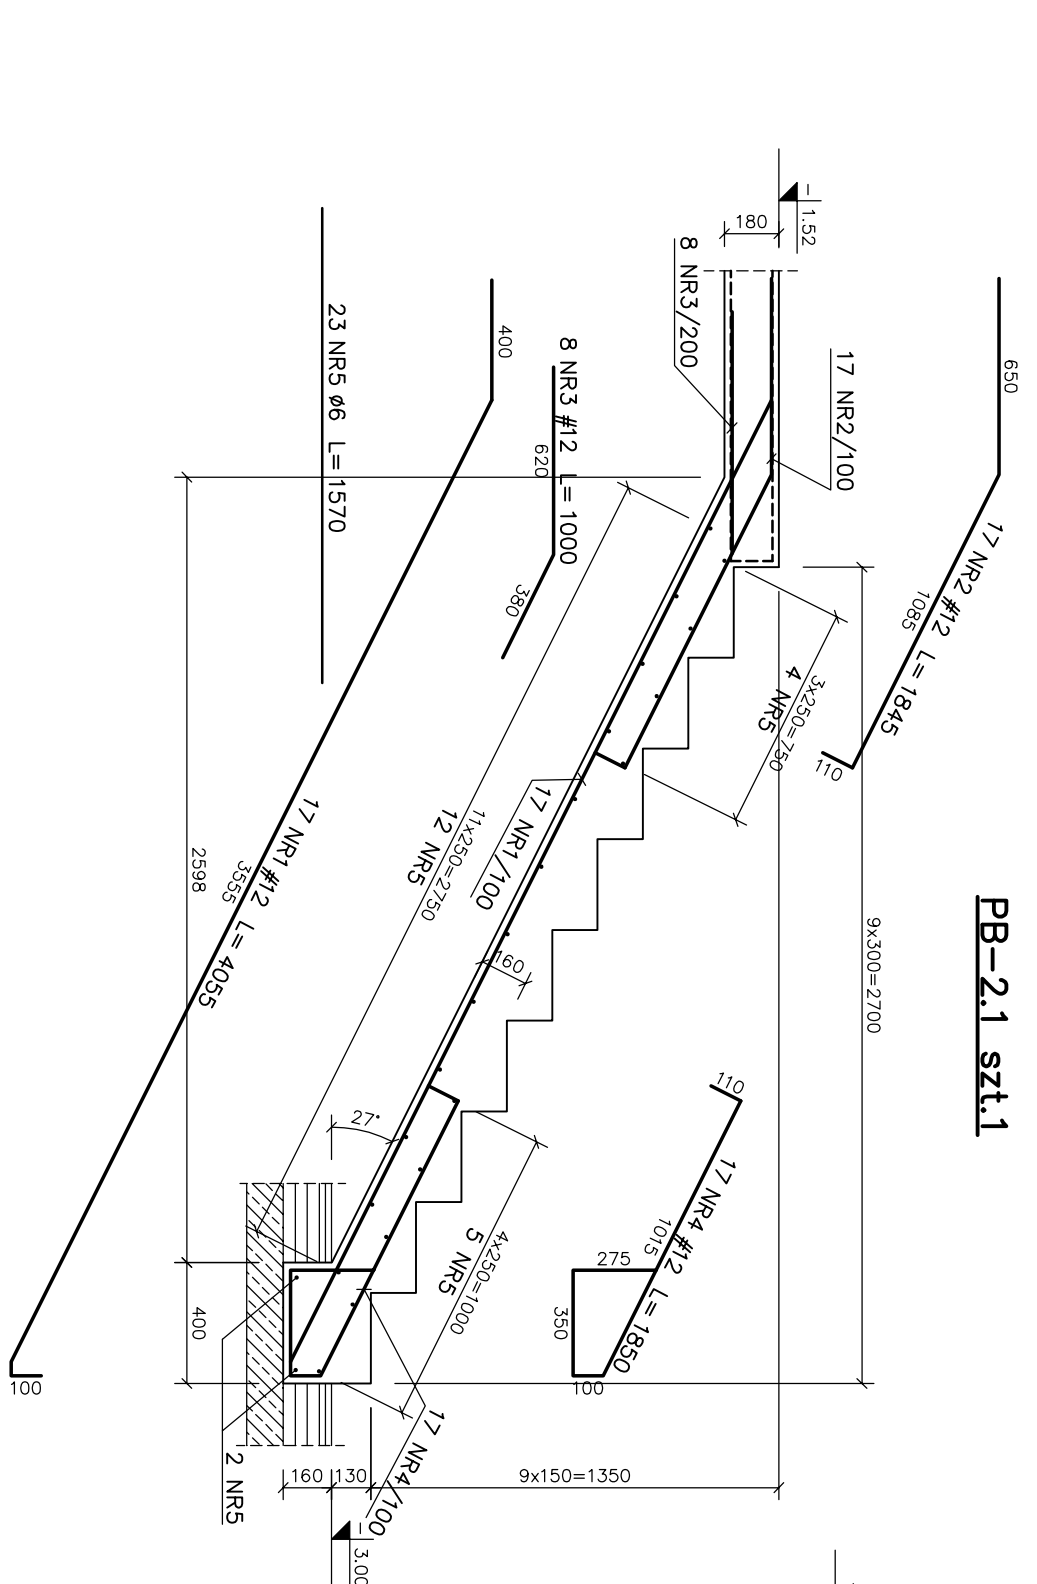 PB-2.1 szt.1
650
17 NR2 #12 L=1845
1085
110
-1.52
180
17 NR2/100
8 NR3/200
8 NR3 #12 L=1000
620
380
400
23 NR5 ø6 L=1570
3x250=750
4 NR5
9x300=2700
17 NR1/100
11x250=2750
12 NR5
160
17 NR1 #12 L=4055
3555
2598
100
27°
110
17 NR4 #12 L=1850
1015
275
350
100
4x250=1000
5 NR5
400
17 NR4/100
2 NR5
160
130
9x150=1350
-3.00